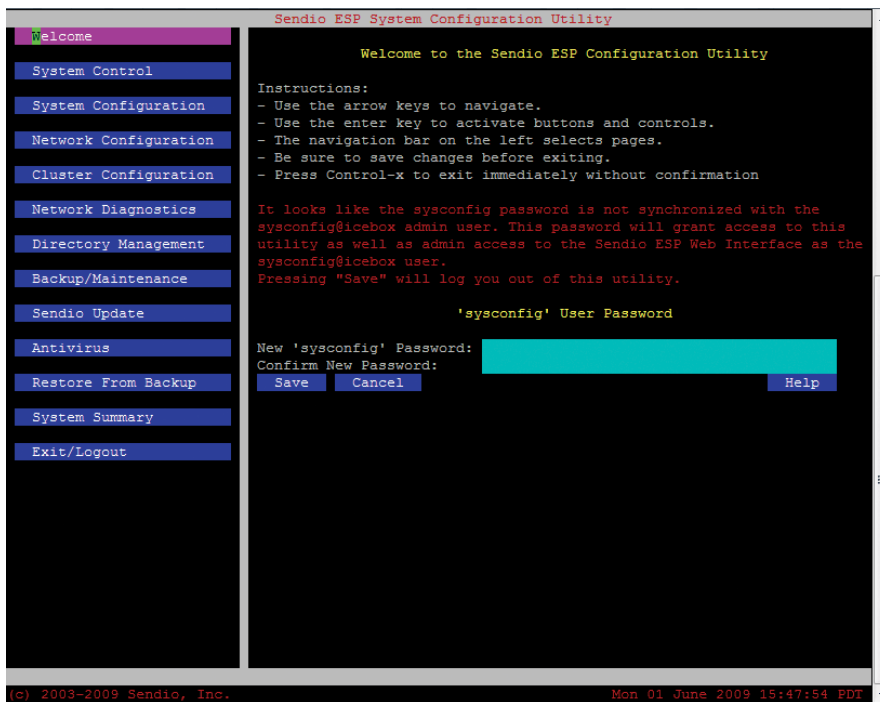 Sendio ESP System Configuration Utility
Welcome
System Control
System Configuration
Network Configuration
Cluster Configuration
Network Diagnostics
Directory Management
Backup/Maintenance
Sendio Update
Antivirus
Restore From Backup
System Summary
Exit/Logout
Welcome to the Sendio ESP Configuration Utility
Instructions:
- Use the arrow keys to navigate.
- Use the enter key to activate buttons and controls.
- The navigation bar on the left selects pages.
- Be sure to save changes before exiting.
- Press Control-x to exit immediately without confirmation
It looks like the sysconfig password is not synchronized with the
sysconfig@icebox admin user. This password will grant access to this
utility as well as admin access to the Sendio ESP Web Interface as the
sysconfig@icebox user.
Pressing "Save" will log you out of this utility.
'sysconfig' User Password
New 'sysconfig' Password:
Confirm New Password:
Save Cancel Help
(c) 2003-2009 Sendio, Inc. Mon 01 June 2009 15:47:54 PDT